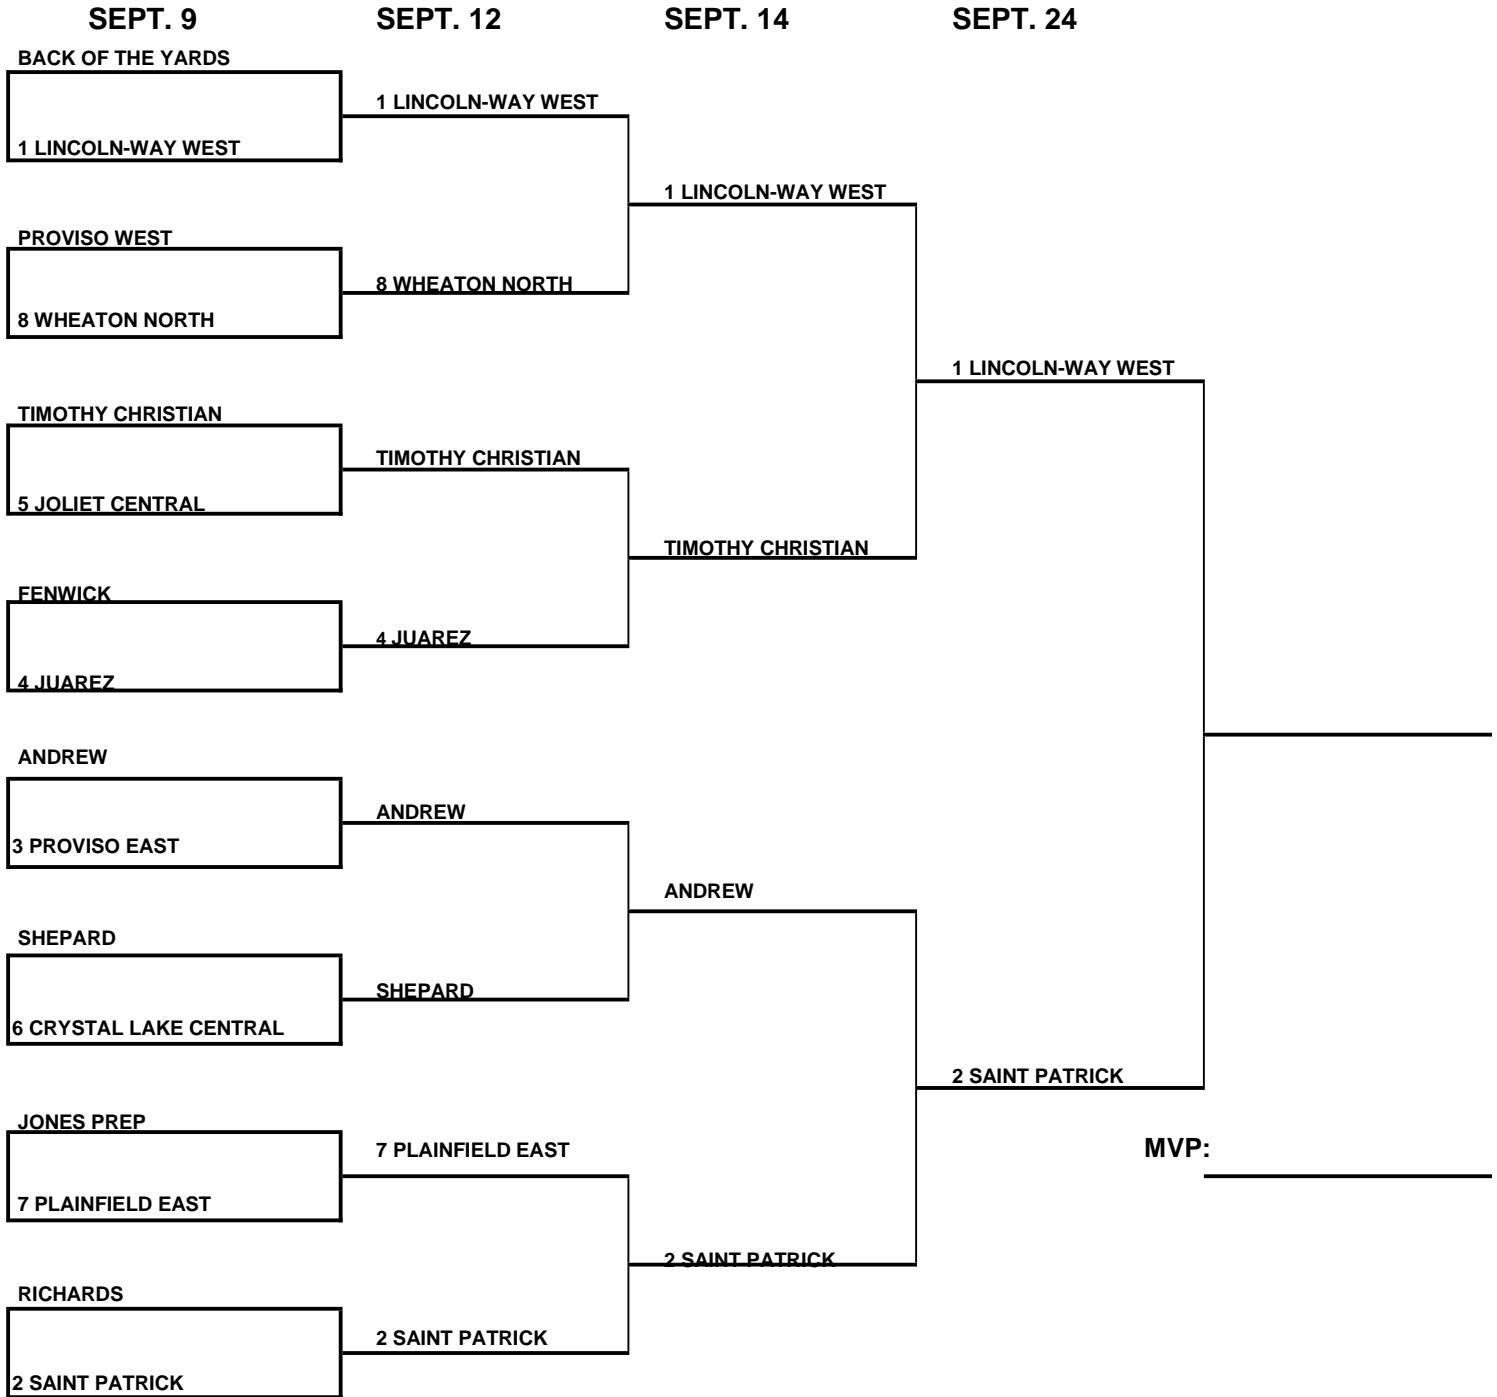 SEPT. 9 SEPT. 12 SEPT. 14 SEPT. 24
BACK OF THE YARDS
1 LINCOLN-WAY WEST
1 LINCOLN-WAY WEST
1 LINCOLN-WAY WEST
PROVISO WEST
8 WHEATON NORTH
8 WHEATON NORTH
1 LINCOLN-WAY WEST
TIMOTHY CHRISTIAN
TIMOTHY CHRISTIAN
5 JOLIET CENTRAL
TIMOTHY CHRISTIAN
FENWICK
4 JUAREZ
4 JUAREZ
ANDREW
ANDREW
3 PROVISO EAST
ANDREW
SHEPARD
SHEPARD
6 CRYSTAL LAKE CENTRAL
2 SAINT PATRICK
JONES PREP
7 PLAINFIELD EAST
MVP:
7 PLAINFIELD EAST
2 SAINT PATRICK
RICHARDS
2 SAINT PATRICK
2 SAINT PATRICK